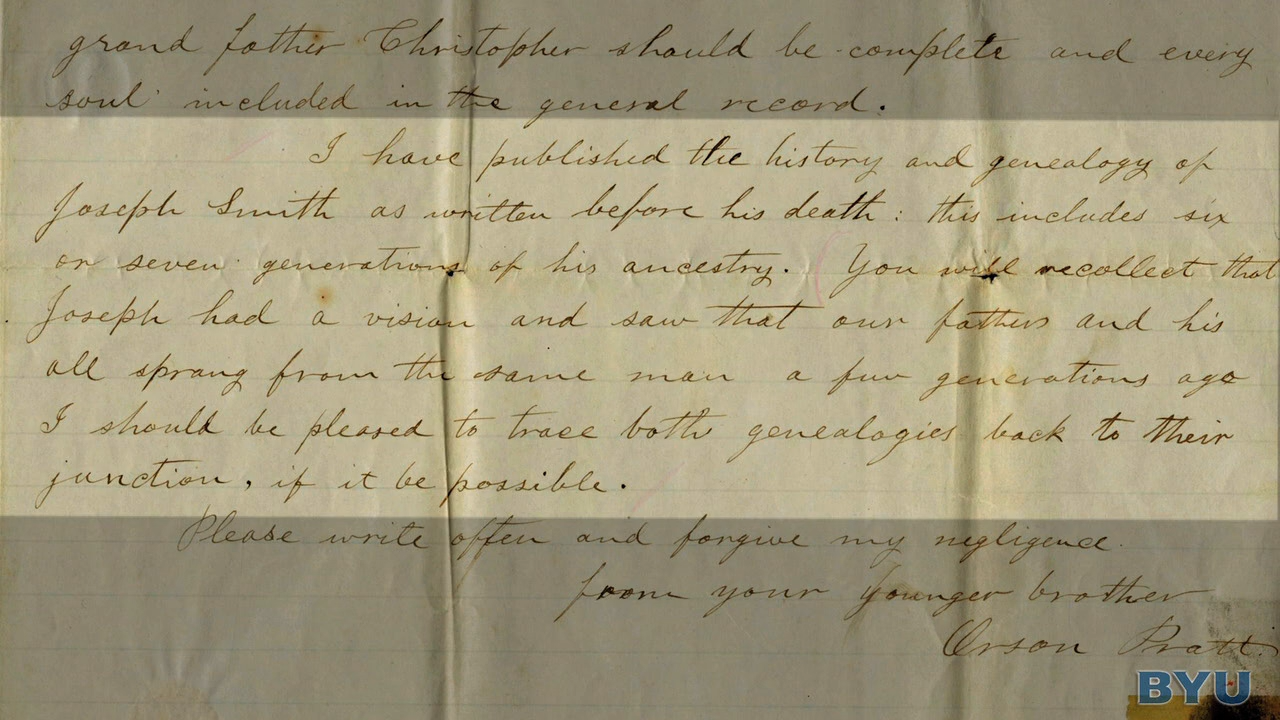 grand father Christopher should be complete and every
soul included in the general record.
I have published the history and genealogy of
Joseph Smith as written before his death: this includes six
or seven generations of his ancestry. You will recollect that
Joseph had a vision and saw that our fathers and his
all sprang from the same man a few generations ago
I should be pleased to trace both genealogies back to their
junction, if it be possible.
Please write often and forgive my negligence.
from your younger brother
Orson Pratt.
BYU